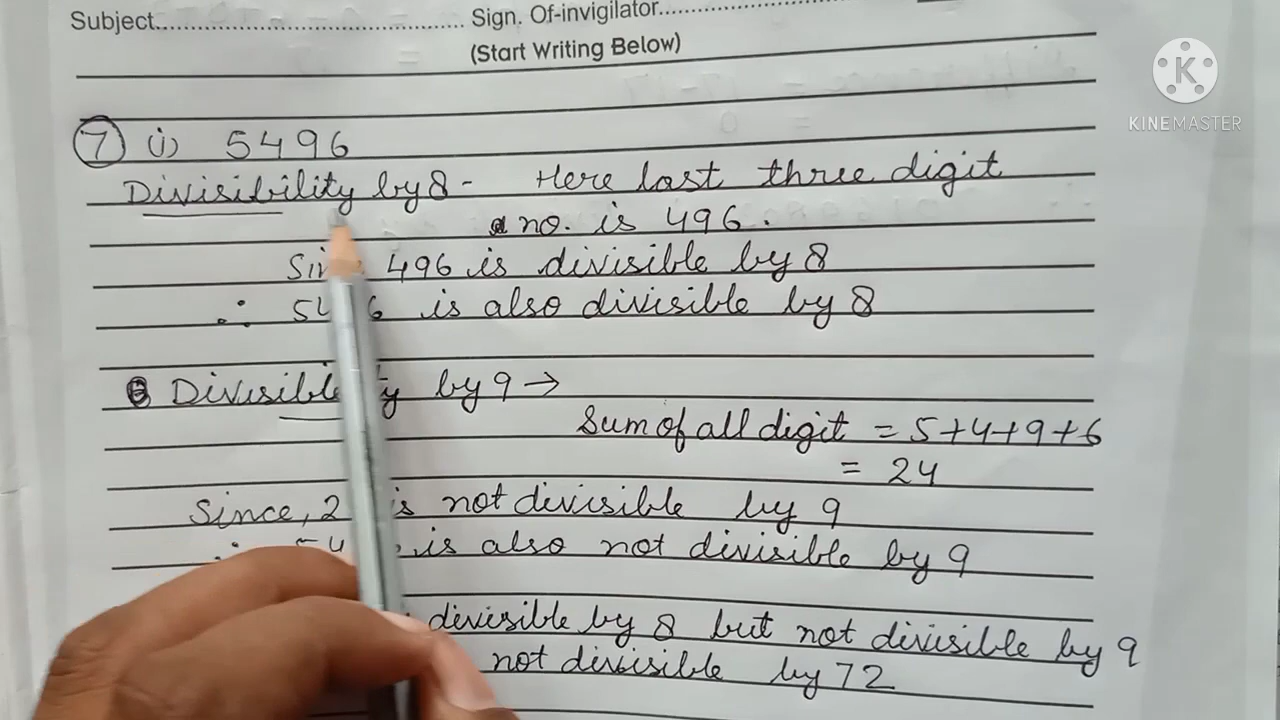 Subject.......... Sign. Of-invigilator..........
(Start Writing Below)
KINEMASTER
7 (i) 5496
Divisibility by 8 - Here last three digit
no. is 496.
496 is divisible by 8
∴ is also divisible by 8
by 9 →
Sum of all digit = 5+4+9+6
= 24
Since, is not divisible by 9
is also not divisible by 9
divisible by 8 but not divisible by 9
not divisible by 72